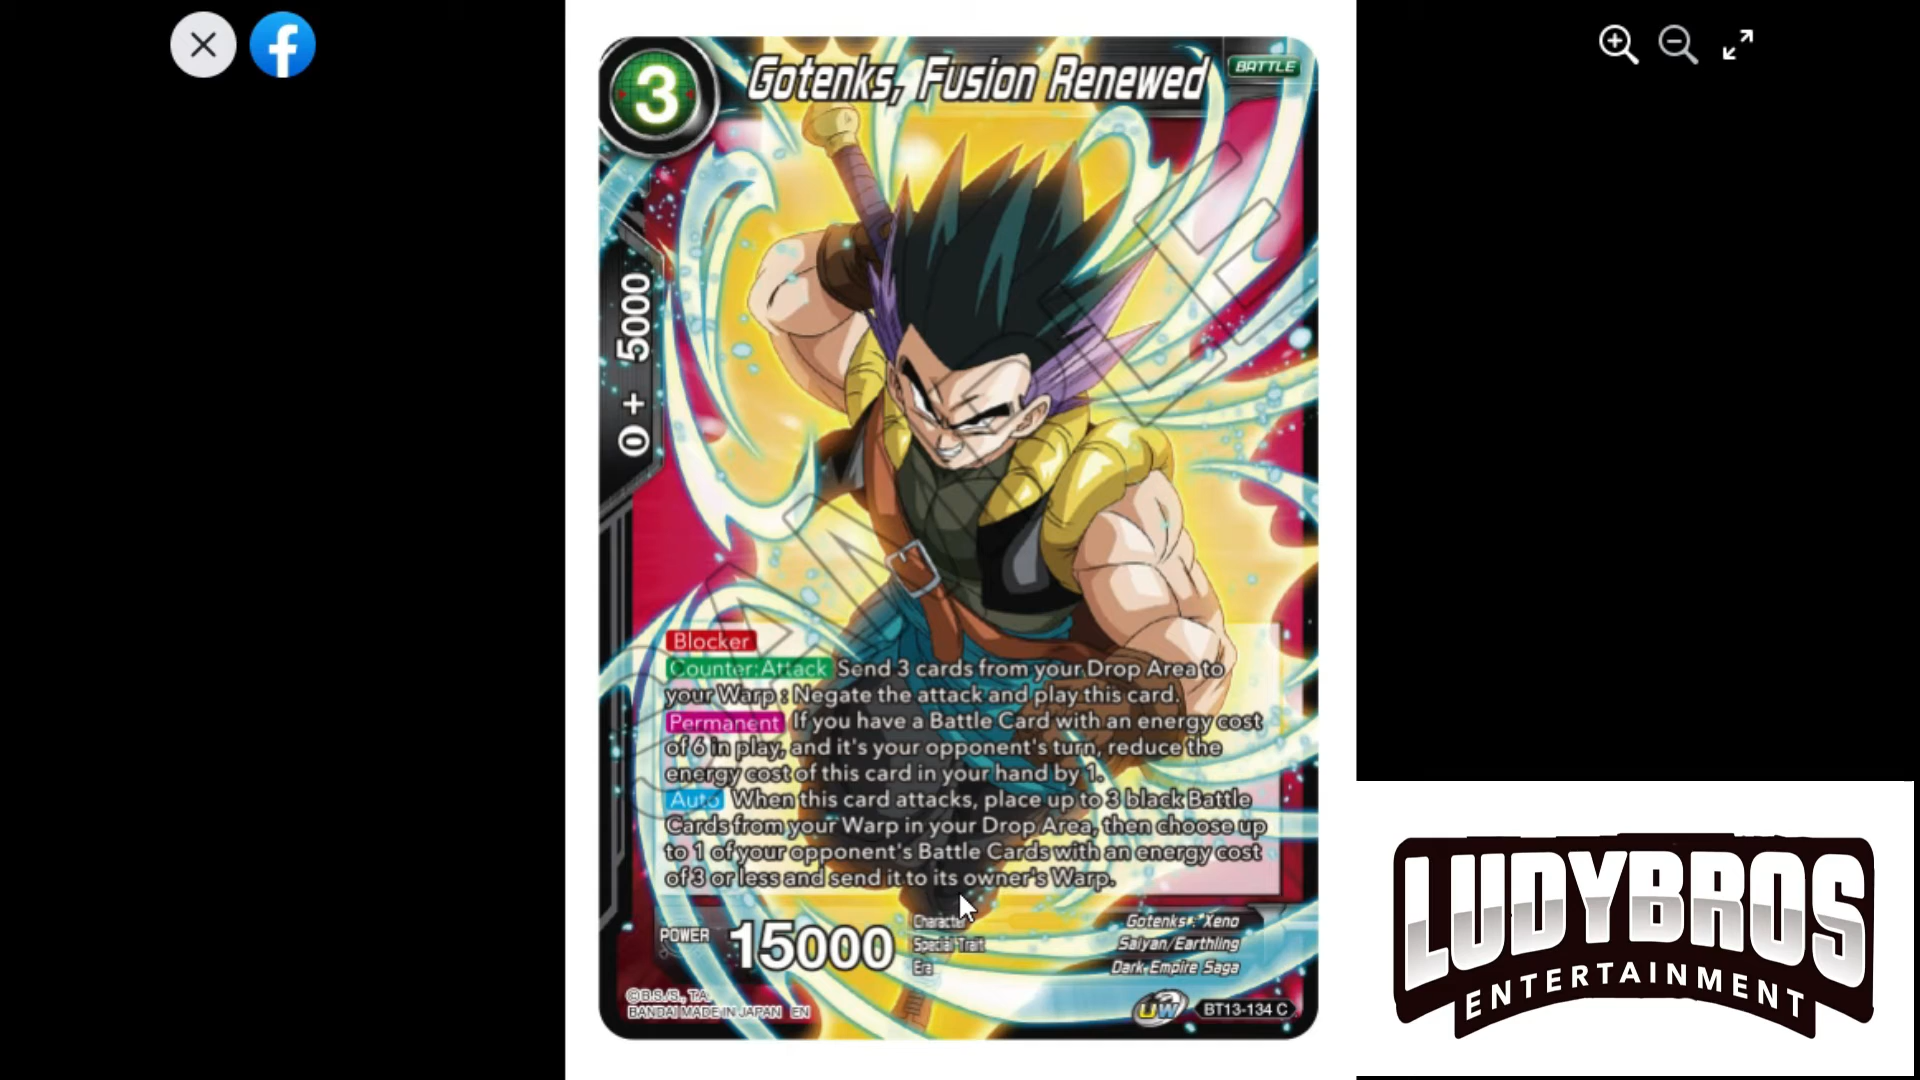 3
Gotenks, Fusion Renewed
BATTLE
0 + 5000
SAMPLE
Blocker
Counter:Attack Send 3 cards from your Drop Area to
your Warp : Negate the attack and play this card.
Permanent If you have a Battle Card with an energy cost
of 6 in play, and it's your opponent's turn, reduce the
energy cost of this card in your hand by 1.
Auto When this card attacks, place up to 3 black Battle
Cards from your Warp in your Drop Area, then choose up
to 1 of your opponent's Battle Cards with an energy cost
of 3 or less and send it to its owner's Warp.
POWER 15000
Character Gotenks : Xeno
Special Trait Saiyan/Earthling
Era Dark Empire Saga
©B.S./S., T.A.
BANDAI MADE IN JAPAN EN
UW
BT13-134 C
LUDYBROS
ENTERTAINMENT